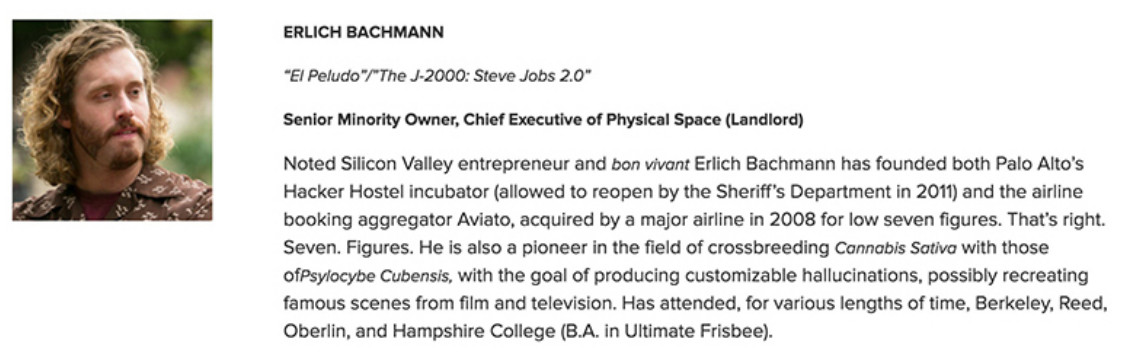 ERLICH BACHMANN
“El Peludo”/”The J-2000: Steve Jobs 2.0”
Senior Minority Owner, Chief Executive of Physical Space (Landlord)
Noted Silicon Valley entrepreneur and bon vivant Erlich Bachmann has founded both Palo Alto’s
Hacker Hostel incubator (allowed to reopen by the Sheriff’s Department in 2011) and the airline
booking aggregator Aviato, acquired by a major airline in 2008 for low seven figures. That’s right.
Seven. Figures. He is also a pioneer in the field of crossbreeding Cannabis Sativa with those
ofPsylocybe Cubensis, with the goal of producing customizable hallucinations, possibly recreating
famous scenes from film and television. Has attended, for various lengths of time, Berkeley, Reed,
Oberlin, and Hampshire College (B.A. in Ultimate Frisbee).